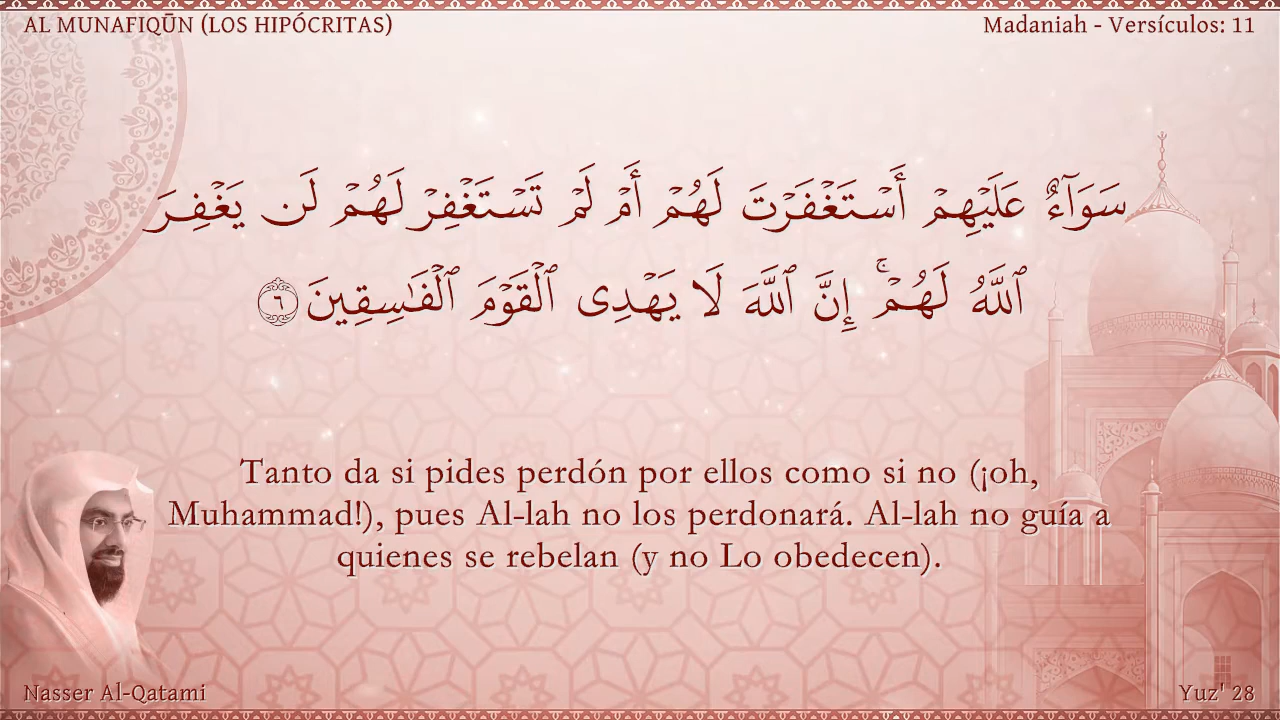 AL MUNAFIQŪN (LOS HIPÓCRITAS)
Madaniah - Versículos: 11
سَوَآءٌ عَلَيْهِمْ أَسْتَغْفَرْتَ لَهُمْ أَمْ لَمْ تَسْتَغْفِرْ لَهُمْ لَن يَغْفِرَ
ٱللَّهُ لَهُمْ ۚ إِنَّ ٱللَّهَ لَا يَهْدِى ٱلْقَوْمَ ٱلْفَـٰسِقِينَ ٦
Tanto da si pides perdón por ellos como si no (¡oh,
Muhammad!), pues Al-lah no los perdonará. Al-lah no guía a
quienes se rebelan (y no Lo obedecen).
Nasser Al-Qatami
Yuz' 28